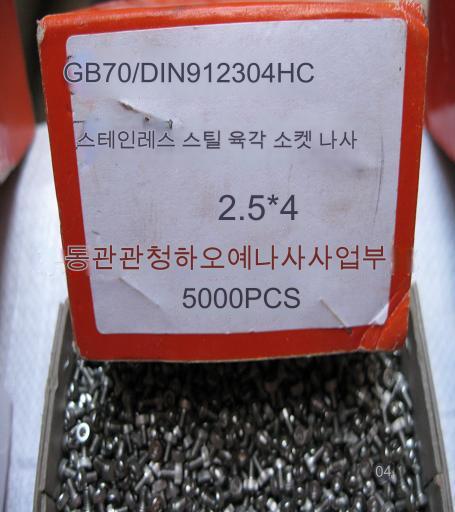 GB70/DIN912304HC
스테인레스 스틸 육각 소켓 나사
2.5*4
동관관청하오예나사사업부
5000PCS
04